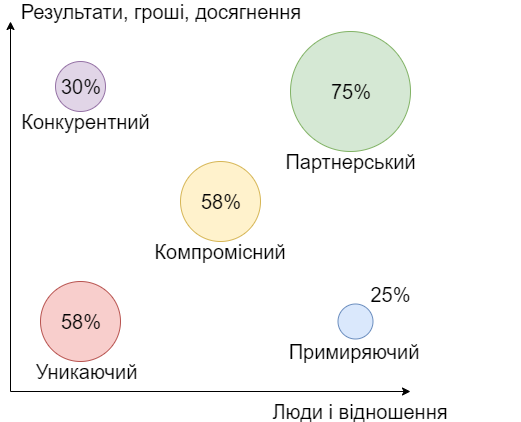 Результати, гроші, досягнення
30%
Конкурентний
75%
Партнерський
58%
Компромісний
58%
Уникаючий
25%
Примиряючий
Люди і відношення